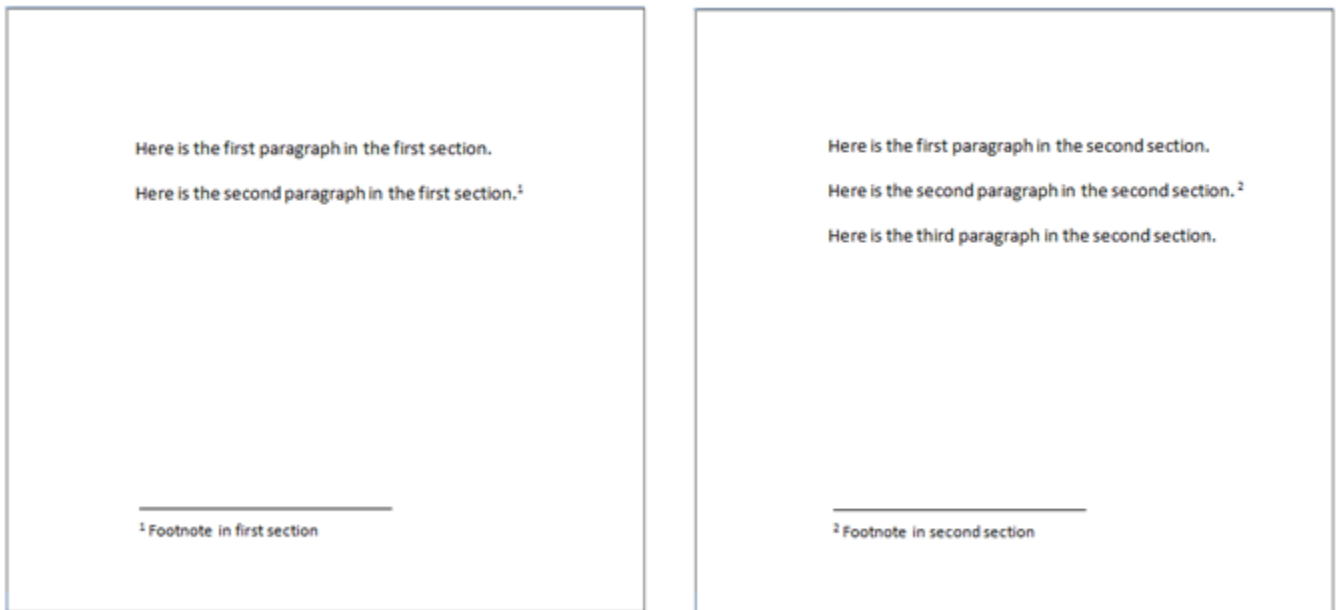 Here is the first paragraph in the first section.
Here is the second paragraph in the first section.¹
¹ Footnote in first section
Here is the first paragraph in the second section.
Here is the second paragraph in the second section. ²
Here is the third paragraph in the second section.
² Footnote in second section